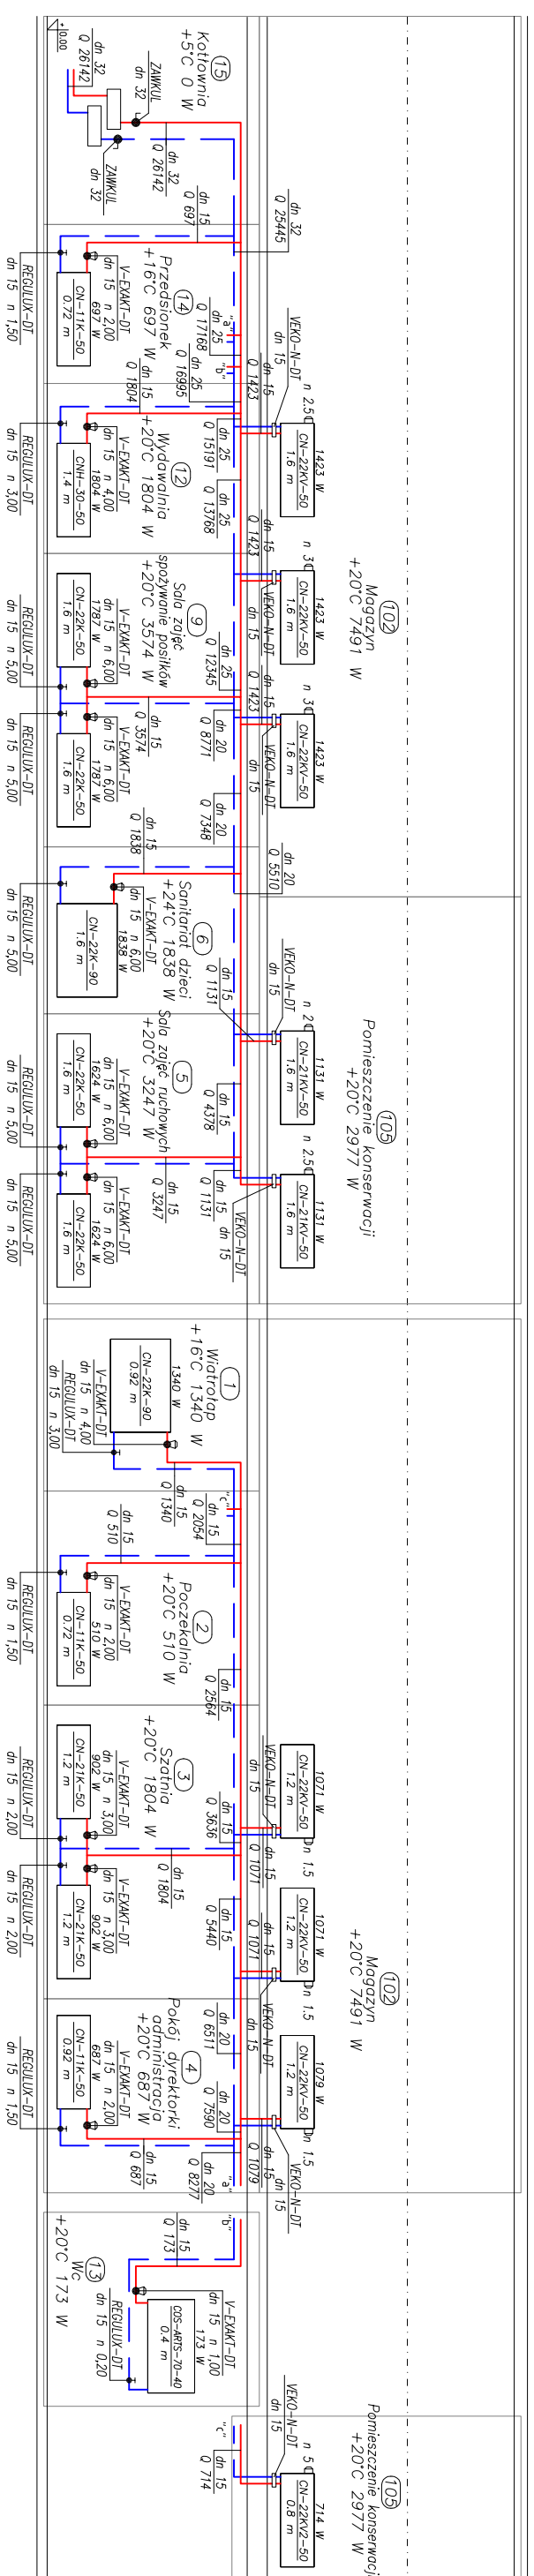 +0.00
dn 32
Q 26142
15
Kotłownia
+5°C 0 W
ZAWKUL
dn 32
ZAWKUL
dn 32
dn 32
Q 26142
dn 15
Q 697
dn 32
Q 25445
14
Przedsionek
+16°C 697 W
V-EXAKT-DT
dn 15 n 2,00
697 W
CN-11K-50
0.72 m
REGULUX-DT
dn 15 n 1,50
"a"
dn 25
Q 17168
"b"
dn 25
Q 16995
dn 15
Q 1804
VEKO-N-DT
dn 15
dn 15
Q 1423
n 2.5
1423 W
CN-22KV-50
1.6 m
12
Wydawalnia
+20°C 1804 W
V-EXAKT-DT
dn 15 n 4,00
1804 W
CNH-30-50
1.4 m
REGULUX-DT
dn 15 n 3,00
dn 25
Q 15191
dn 25
Q 13768
dn 15
Q 1423
n 3
1423 W
CN-22KV-50
1.6 m
VEKO-N-DT
dn 15
102
Magazyn
+20°C 7491 W
9
Sala zajęć
spożywanie posiłków
+20°C 3574 W
1787 W
CN-22K-50
1.6 m
V-EXAKT-DT
dn 15 n 6,00
REGULUX-DT
dn 15 n 5,00
V-EXAKT-DT
dn 15 n 6,00
1787 W
CN-22K-50
1.6 m
REGULUX-DT
dn 15 n 5,00
dn 15
Q 3574
dn 25
Q 12345
dn 15
Q 1423
n 3
1423 W
CN-22KV-50
1.6 m
VEKO-N-DT
dn 15
dn 20
Q 8771
dn 20
Q 7348
dn 15
Q 1838
dn 20
Q 5510
6
Sanitariat dzieci
+24°C 1838 W
V-EXAKT-DT
dn 15 n 6,00
1838 W
CN-22K-90
1.6 m
REGULUX-DT
dn 15 n 5,00
dn 15
Q 1131
VEKO-N-DT
dn 15
n 2
1131 W
CN-21KV-50
1.6 m
105
Pomieszczenie konserwacji
+20°C 2977 W
5
Sala zajęć ruchowych
+20°C 3247 W
V-EXAKT-DT
dn 15 n 6,00
1624 W
CN-22K-50
1.6 m
REGULUX-DT
dn 15 n 5,00
V-EXAKT-DT
dn 15 n 6,00
1624 W
CN-22K-50
1.6 m
REGULUX-DT
dn 15 n 5,00
dn 15
Q 4378
dn 15
Q 3247
dn 15
Q 1131
VEKO-N-DT
dn 15
n 2.5
1131 W
CN-21KV-50
1.6 m
1
Wiatrołap
+16°C 1340 W
1340 W
CN-22K-90
0.92 m
V-EXAKT-DT
dn 15 n 4,00
REGULUX-DT
dn 15 n 3,00
dn 15
Q 1340
"c"
dn 15
Q 2054
dn 15
Q 510
2
Poczekalnia
+20°C 510 W
V-EXAKT-DT
dn 15 n 2,00
510 W
CN-11K-50
0.72 m
REGULUX-DT
dn 15 n 1,50
dn 15
Q 2564
3
Szatnia
+20°C 1804 W
V-EXAKT-DT
dn 15 n 3,00
902 W
CN-21K-50
1.2 m
REGULUX-DT
dn 15 n 2,00
V-EXAKT-DT
dn 15 n 3,00
902 W
CN-21K-50
1.2 m
REGULUX-DT
dn 15 n 2,00
dn 15
Q 1804
dn 15
Q 3636
VEKO-N-DT
dn 15
dn 15
Q 1071
1071 W
CN-22KV-50
1.2 m
n 1.5
dn 15
Q 5440
dn 15
Q 1071
1071 W
CN-22KV-50
1.2 m
n 1.5
VEKO-N-DT
dn 15
102
Magazyn
+20°C 7491 W
4
Pokój dyrektorki
administracja
+20°C 687 W
V-EXAKT-DT
dn 15 n 2,00
687 W
CN-11K-50
0.92 m
REGULUX-DT
dn 15 n 1,50
dn 15
Q 687
dn 20
Q 6511
dn 20
Q 7590
dn 20
Q 8277
"a"
dn 15
Q 1079
1079 W
CN-22KV-50
1.2 m
n 1.5
VEKO-N-DT
dn 15
"b"
dn 15
Q 173
13
Wc
+20°C 173 W
V-EXAKT-DT
dn 15 n 1,00
173 W
COS-ARTS-70-40
0.4 m
REGULUX-DT
dn 15 n 0,20
"c"
dn 15
Q 714
VEKO-N-DT
dn 15
n 5
714 W
CN-22KV2-50
0.8 m
105
Pomieszczenie konserwacji
+20°C 2977 W